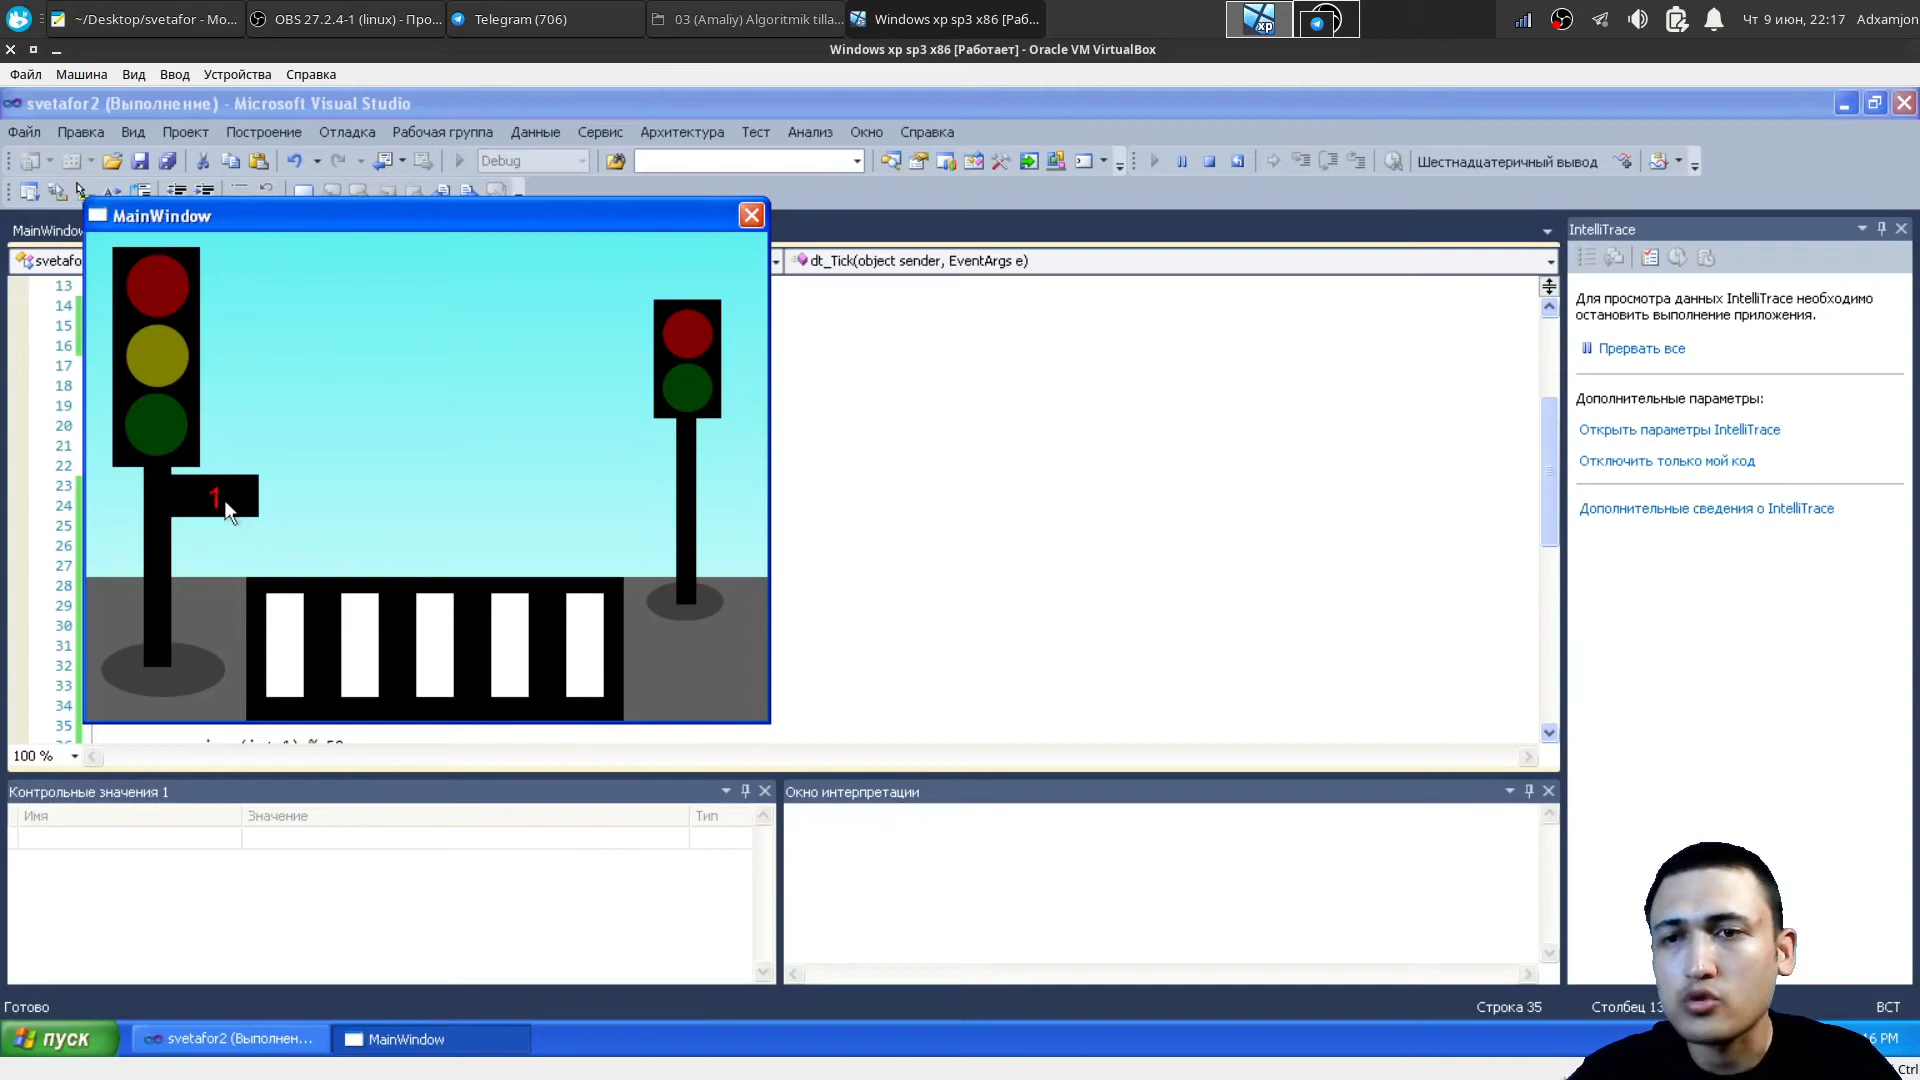 ~/Desktop/svetafor - Mo...
OBS 27.2.4-1 (linux) - Про...
Telegram (706)
03 (Amaliy) Algoritmik tilla...
Windows xp sp3 x86 [Раб...
Чт 9 июн, 22:17
Adxamjon
Windows xp sp3 x86 [Работает] - Oracle VM VirtualBox
Файл Машина Вид Ввод Устройства Справка
svetafor2 (Выполнение) - Microsoft Visual Studio
Файл Правка Вид Проект Построение Отладка Рабочая группа Данные Сервис Архитектура Тест Анализ Окно Справка
Debug
Шестнадцатеричный вывод
MainWindow
MainWindow
IntelliTrace
svetafo
dt_Tick(object sender, EventArgs e)
13
14
15
16
17
18
19
20
21
22
23
24
25
26
27
28
29
30
31
32
33
34
35
1
Для просмотра данных IntelliTrace необходимо
остановить выполнение приложения.
Прервать все
Дополнительные параметры:
Открыть параметры IntelliTrace
Отключить только мой код
Дополнительные сведения о IntelliTrace
100 %
Контрольные значения 1
Окно интерпретации
Имя Значение Тип
Готово
Строка 35
Столбец 13
ВСТ
пуск
svetafor2 (Выполнен...
MainWindow
PM
Ctrl